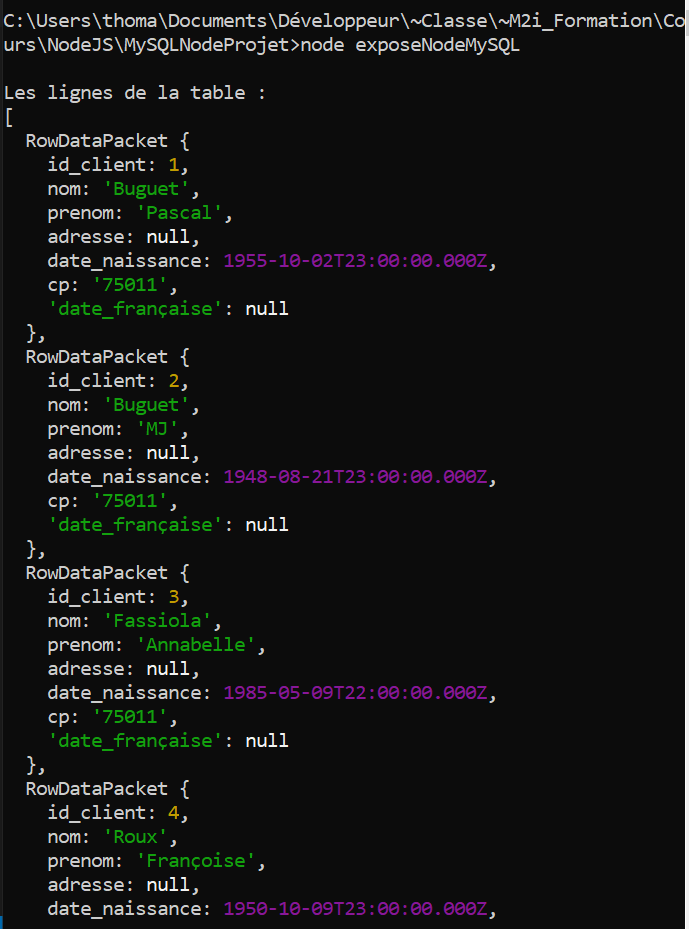 C:\Users\thoma\Documents\Développeur\~Classe\~M2i_Formation\Co
urs\NodeJS\MySQLNodeProjet>node exposeNodeMySQL
Les lignes de la table :
[
RowDataPacket {
id_client: 1,
nom: 'Buguet',
prenom: 'Pascal',
adresse: null,
date_naissance: 1955-10-02T23:00:00.000Z,
cp: '75011',
'date_française': null
},
RowDataPacket {
id_client: 2,
nom: 'Buguet',
prenom: 'MJ',
adresse: null,
date_naissance: 1948-08-21T23:00:00.000Z,
cp: '75011',
'date_française': null
},
RowDataPacket {
id_client: 3,
nom: 'Fassiola',
prenom: 'Annabelle',
adresse: null,
date_naissance: 1985-05-09T22:00:00.000Z,
cp: '75011',
'date_française': null
},
RowDataPacket {
id_client: 4,
nom: 'Roux',
prenom: 'Françoise',
adresse: null,
date_naissance: 1950-10-09T23:00:00.000Z,